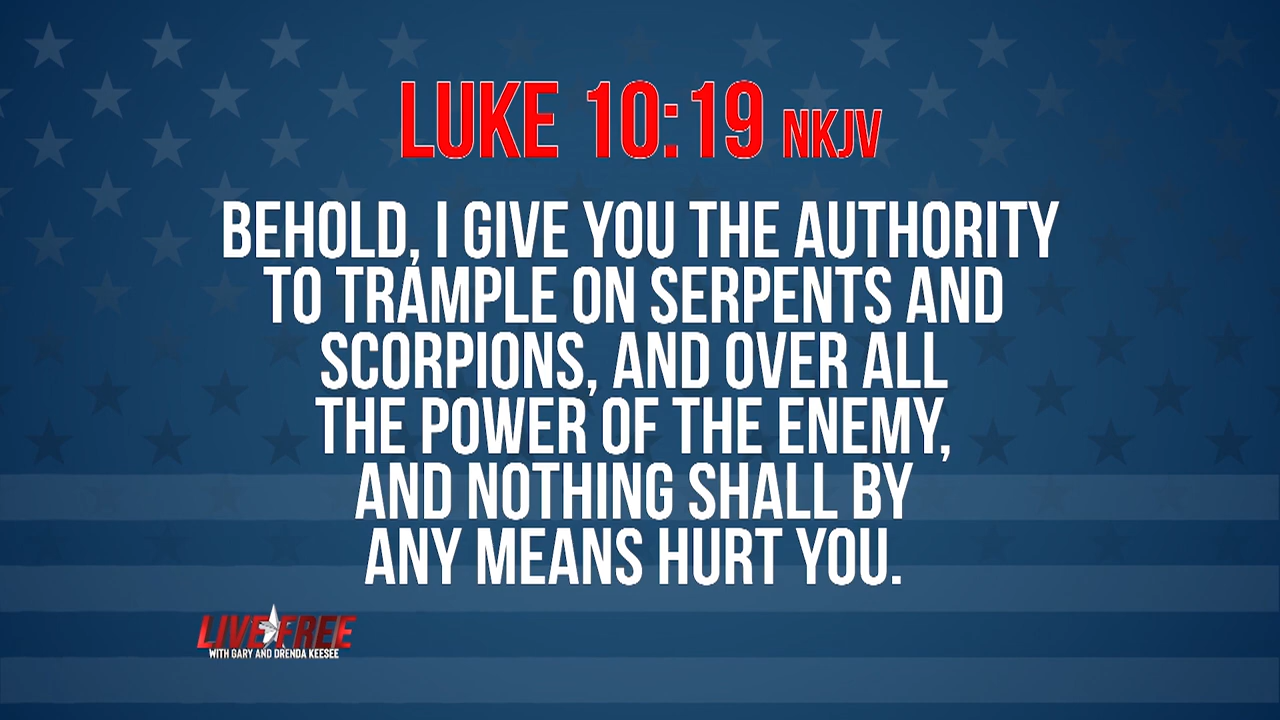 LUKE 10:19 NKJV
BEHOLD, I GIVE YOU THE AUTHORITY
TO TRAMPLE ON SERPENTS AND
SCORPIONS, AND OVER ALL
THE POWER OF THE ENEMY,
AND NOTHING SHALL BY
ANY MEANS HURT YOU.
LIVE FREE
WITH GARY AND DRENDA KEESEE